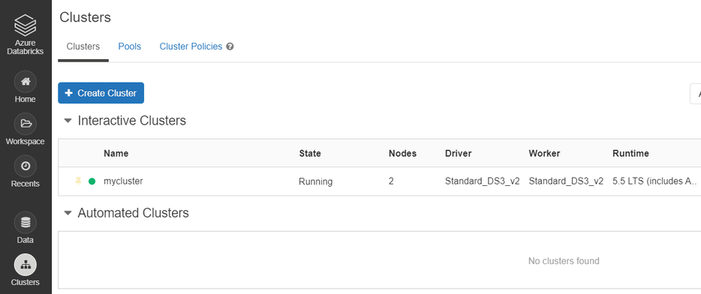 Azure
Databricks
Home
Workspace
Recents
Data
Clusters
Clusters
Clusters Pools Cluster Policies ?
+ Create Cluster
A
Interactive Clusters
Name State Nodes Driver Worker Runtime
mycluster Running 2 Standard_DS3_v2 Standard_DS3_v2 5.5 LTS (includes A..
Automated Clusters
No clusters found